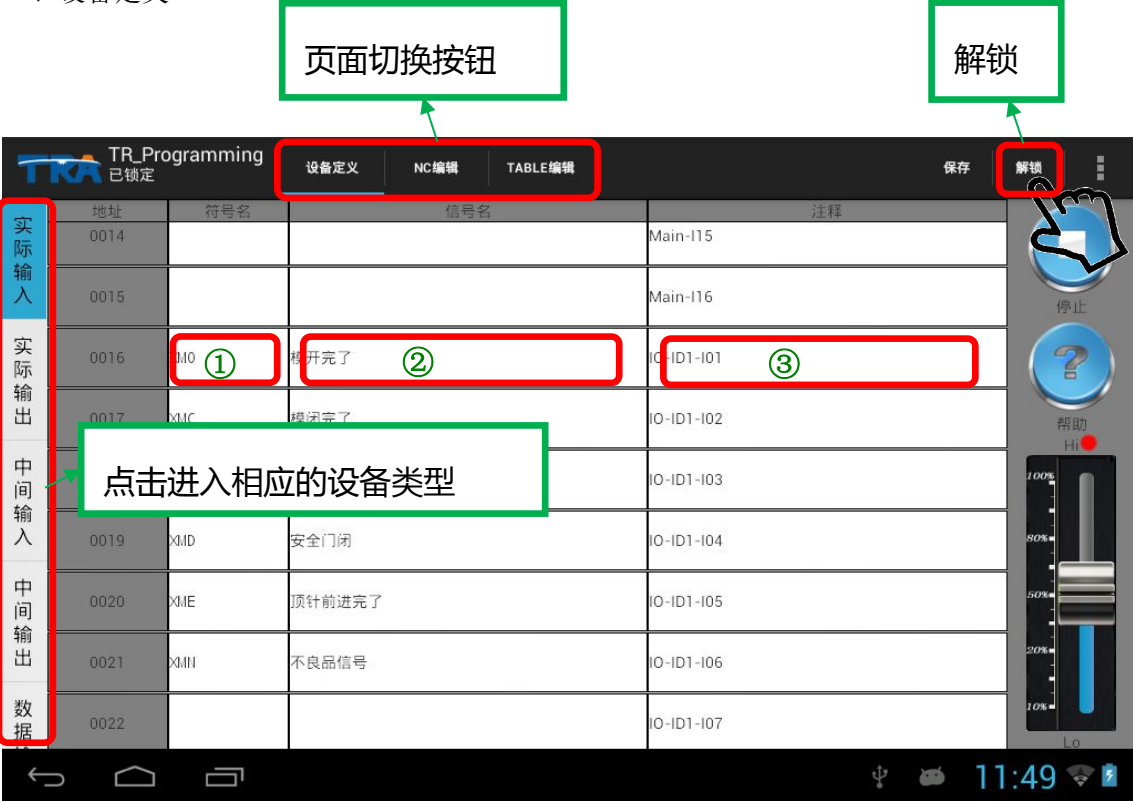 设备定义
页面切换按钮
解锁
TRA
TR_Programming
已锁定
设备定义 NC编辑 TABLE编辑 保存 解锁
地址 符号名 信号名 注释
0014 Main-I15
0015 Main-I16
0016 XM0 ① 模开完了 ② IO-ID1-I01 ③
0017 XMC 模闭完了 IO-ID1-I02
点击进入相应的设备类型
IO-ID1-I03
0019 XMD 安全门闭 IO-ID1-I04
0020 XME 顶针前进完了 IO-ID1-I05
0021 XMN 不良品信号 IO-ID1-I06
0022 IO-ID1-I07
实际输入
实际输出
中间输入
中间输出
数据
停止
帮助
Hi
100%
80%
50%
20%
10%
Lo
11:49